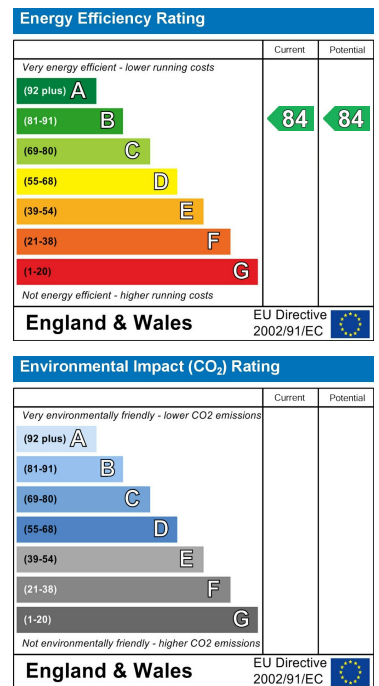 Energy Efficiency Rating
Current Potential
Very energy efficient - lower running costs
(92 plus) A
(81-91) B 84 84
(69-80) C
(55-68) D
(39-54) E
(21-38) F
(1-20) G
Not energy efficient - higher running costs
England & Wales
EU Directive
2002/91/EC
Environmental Impact (CO₂) Rating
Current Potential
Very environmentally friendly - lower CO2 emissions
(92 plus) A
(81-91) B
(69-80) C
(55-68) D
(39-54) E
(21-38) F
(1-20) G
Not environmentally friendly - higher CO2 emissions
England & Wales
EU Directive
2002/91/EC